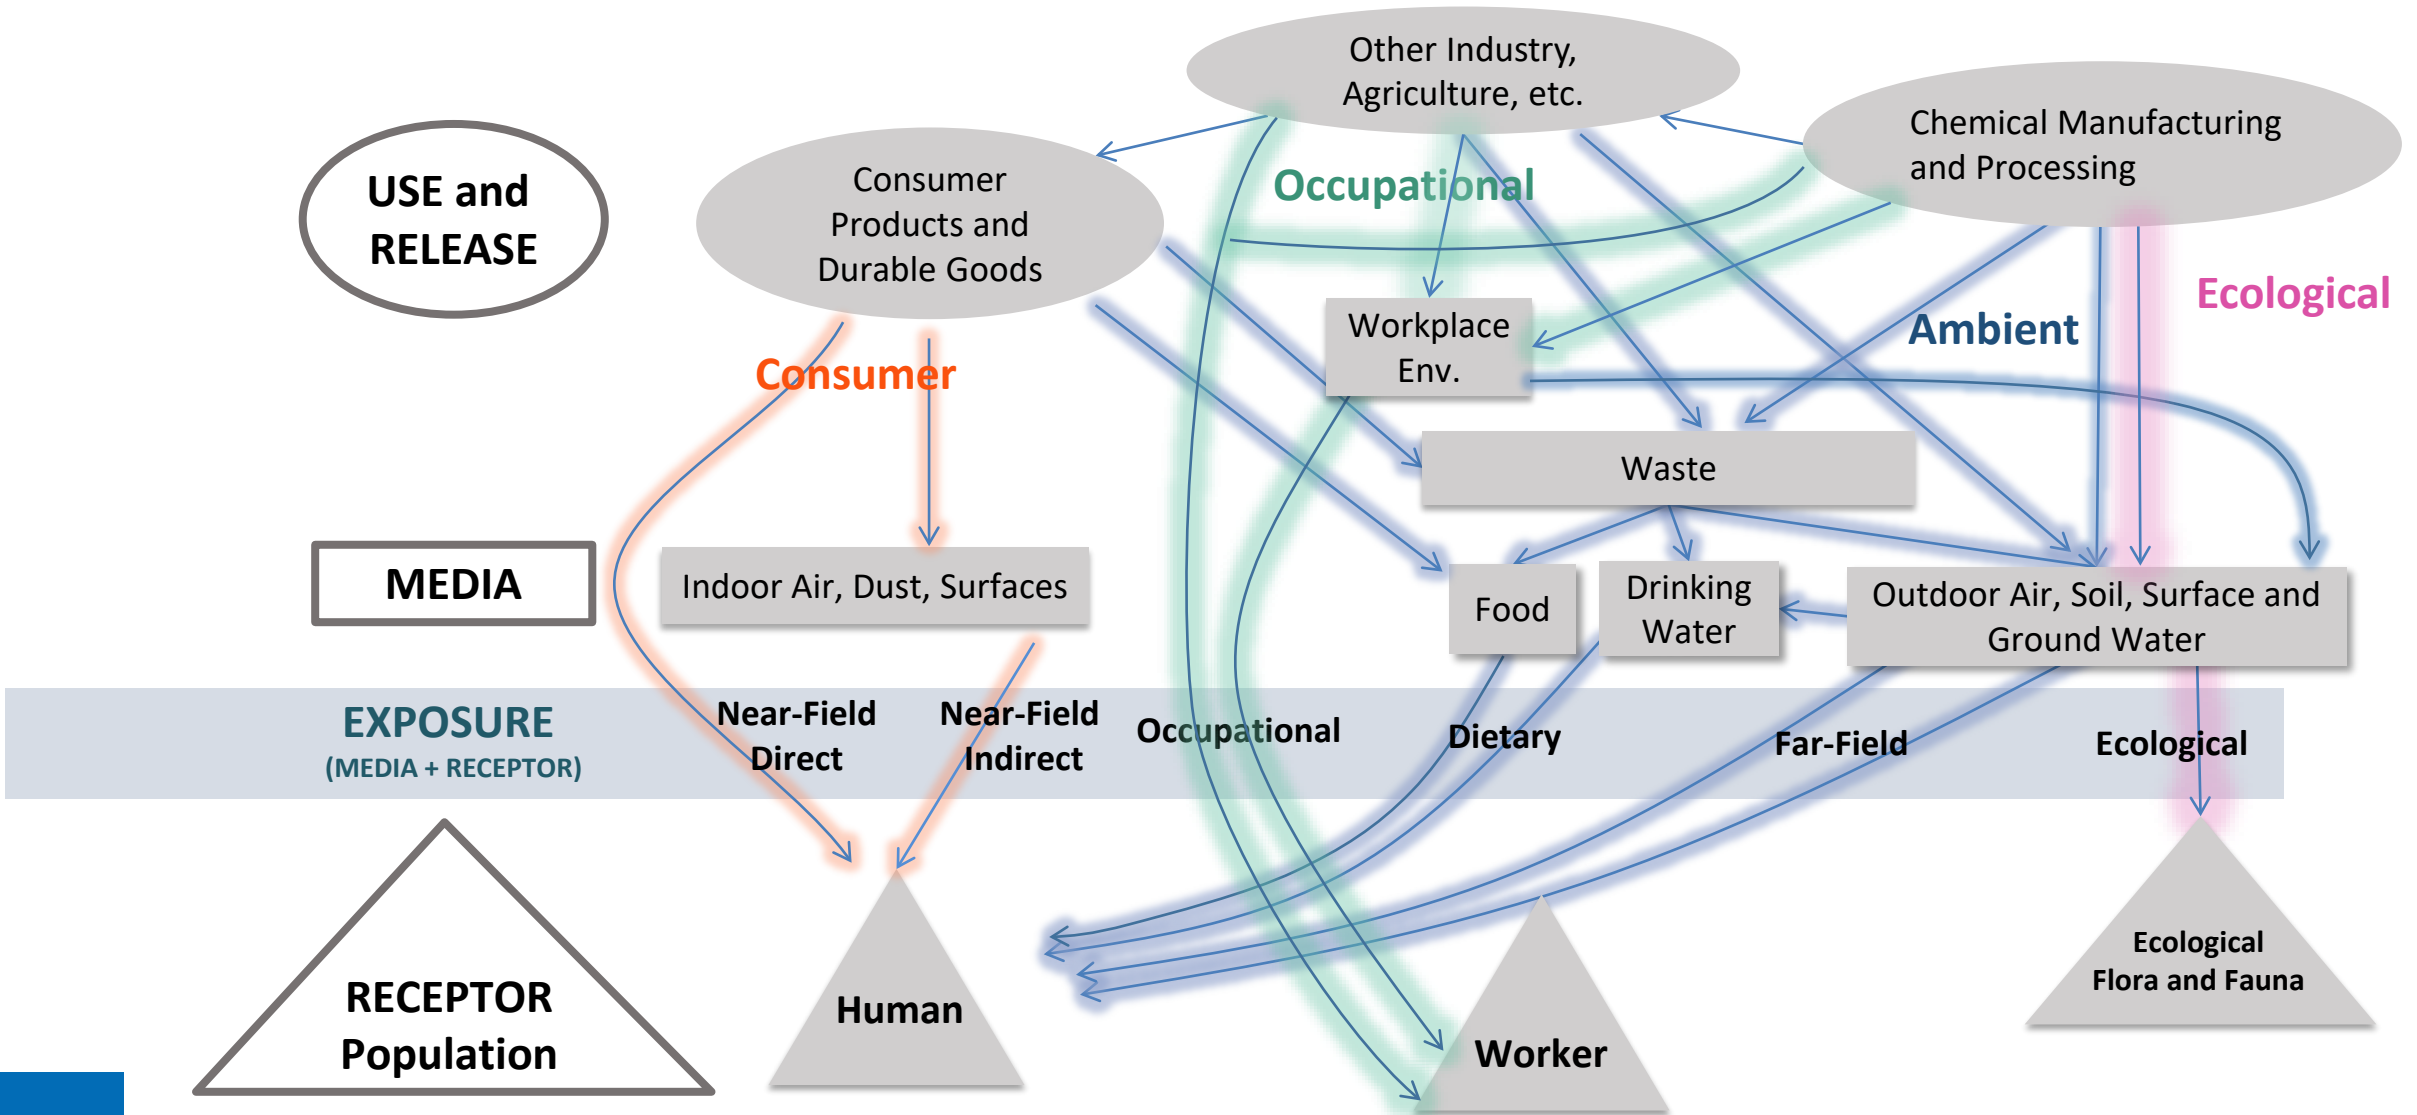 Other Industry,
Agriculture, etc.
Chemical Manufacturing
and Processing
USE and
RELEASE
Consumer
Products and
Durable Goods
Occupational
Ecological
Ambient
Workplace
Env.
Consumer
Waste
MEDIA
Indoor Air, Dust, Surfaces
Food
Drinking
Water
Outdoor Air, Soil, Surface and
Ground Water
EXPOSURE
(MEDIA + RECEPTOR)
Near-Field
Direct
Near-Field
Indirect
Occupational
Dietary
Far-Field
Ecological
RECEPTOR
Population
Human
Worker
Ecological
Flora and Fauna